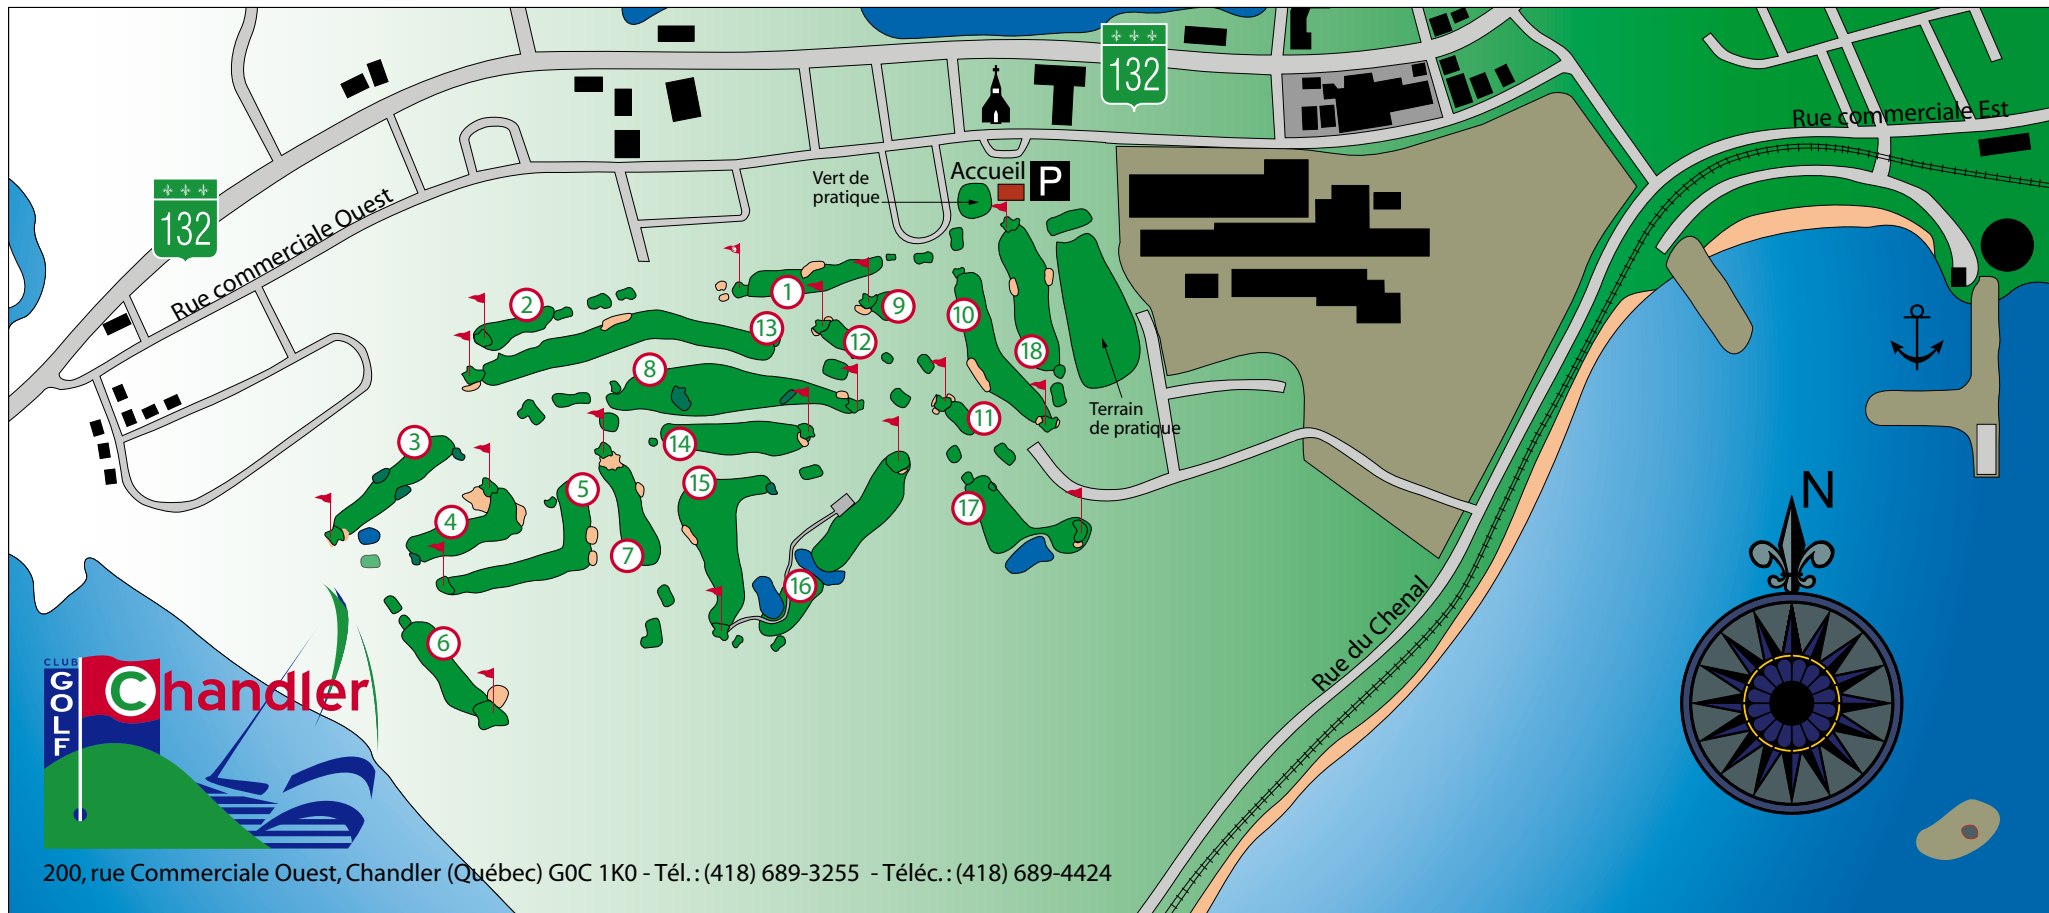 132
Rue commerciale Est
Accueil
P
Vert de
pratique
132
Rue commerciale Ouest
1
2
9
10
13
12
18
8
11
Terrain
de pratique
3
14
15
5
17
4
7
16
N
6
Rue du Chenal
CLUB
GOLF
Chandler
200, rue Commerciale Ouest, Chandler (Québec) G0C 1K0 - Tél. : (418) 689-3255 - Téléc. : (418) 689-4424